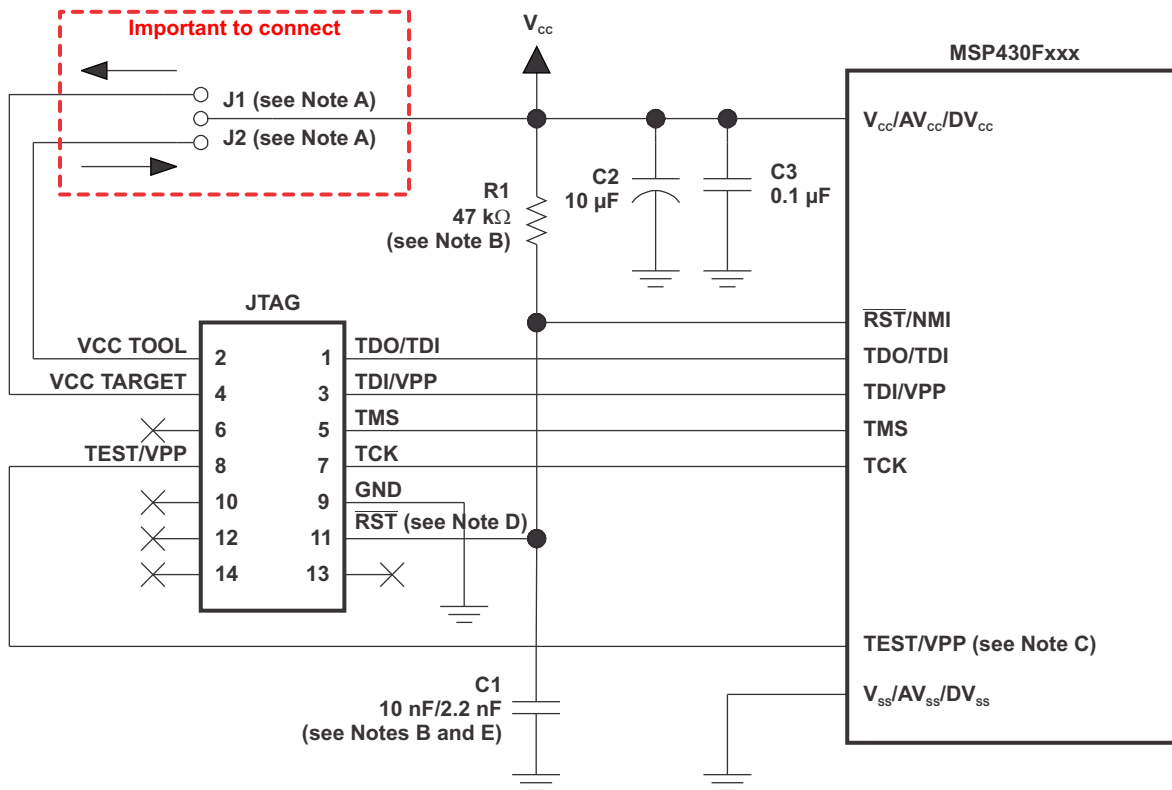 Important to connect
J1 (see Note A)
J2 (see Note A)
Vcc
MSP430Fxxx
Vcc/AVcc/DVcc
C2
10 µF
C3
0.1 µF
R1
47 kΩ
(see Note B)
JTAG
VCC TOOL
2
1
TDO/TDI
VCC TARGET
4
3
TDI/VPP
6
5
TMS
TEST/VPP
8
7
TCK
10
9
GND
12
11
R̅S̅T̅ (see Note D)
14
13
R̅S̅T̅/NMI
TDO/TDI
TDI/VPP
TMS
TCK
TEST/VPP (see Note C)
Vss/AVss/DVss
C1
10 nF/2.2 nF
(see Notes B and E)